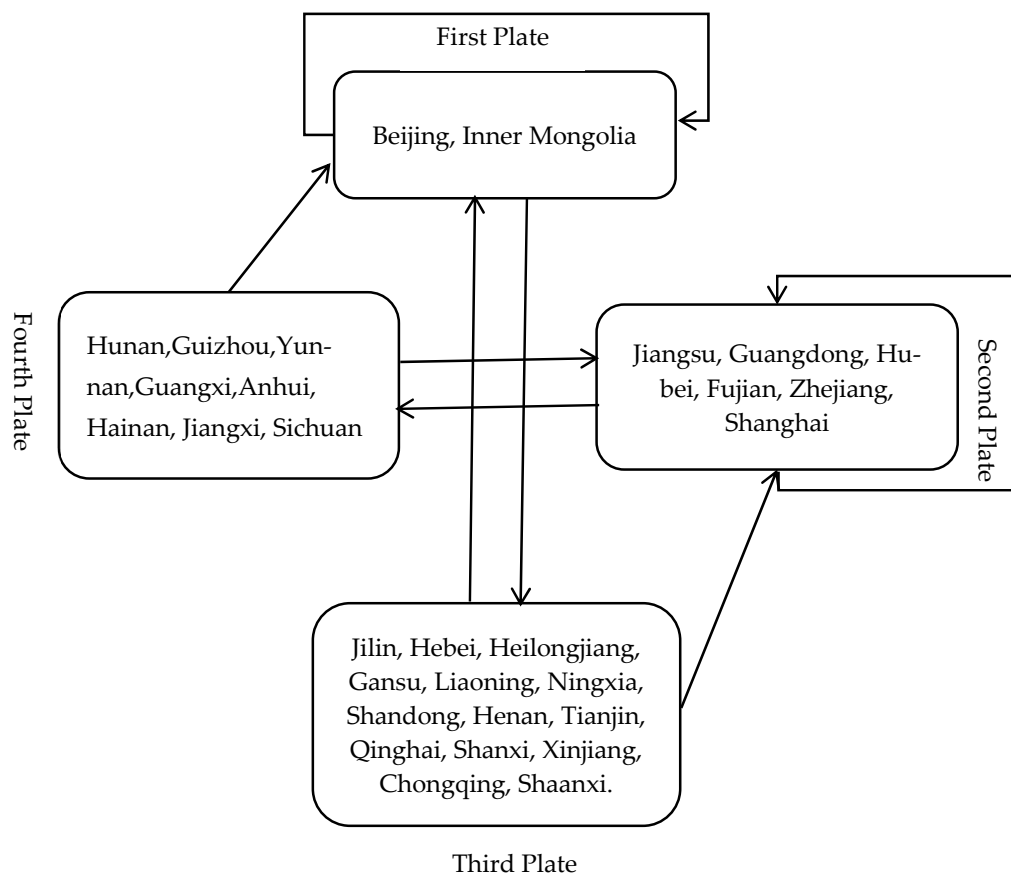 First Plate
Beijing, Inner Mongolia
Fourth Plate
Hunan,Guizhou,Yun-
nan,Guangxi,Anhui,
Hainan, Jiangxi, Sichuan
Jiangsu, Guangdong, Hu-
bei, Fujian, Zhejiang,
Shanghai
Second Plate
Jilin, Hebei, Heilongjiang,
Gansu, Liaoning, Ningxia,
Shandong, Henan, Tianjin,
Qinghai, Shanxi, Xinjiang,
Chongqing, Shaanxi.
Third Plate